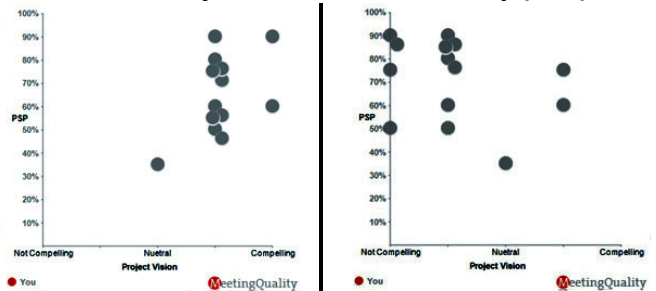 100%
90%
80%
70%
60%
PSP
50%
40%
30%
20%
10%
Not Compelling
Nuetral
Compelling
Project Vision
You
MeetingQuality
100%
90%
80%
70%
60%
PSP
50%
40%
30%
20%
10%
Not Compelling
Nuetral
Compelling
Project Vision
You
MeetingQuality